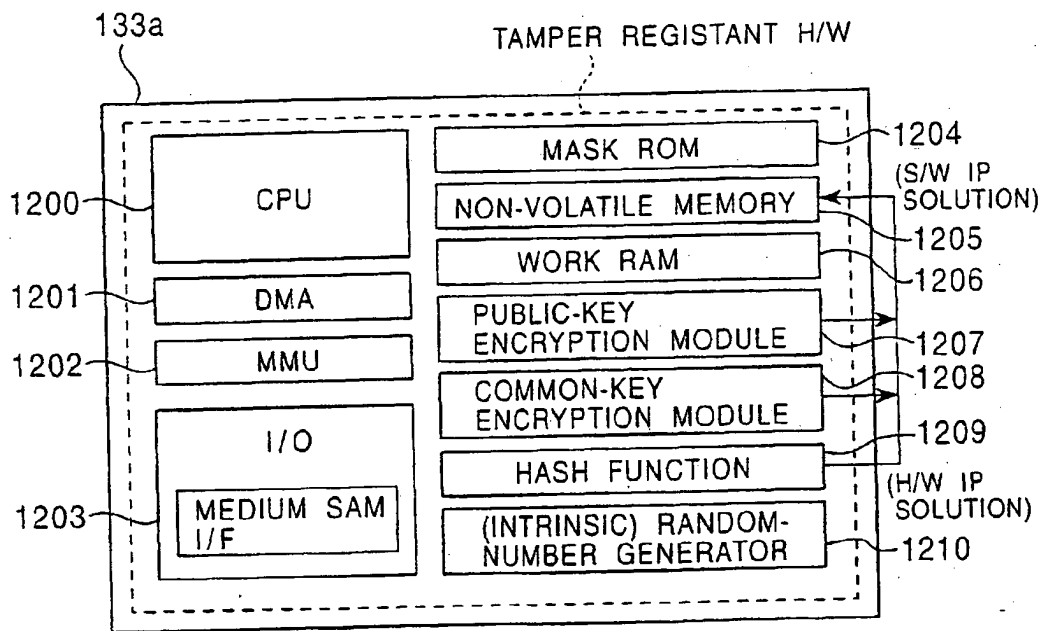 133a
TAMPER REGISTANT H/W
CPU
1200
DMA
1201
MMU
1202
I/O
MEDIUM SAM
I/F
1203
MASK ROM
1204
(S/W IP
SOLUTION)
NON-VOLATILE MEMORY
1205
WORK RAM
1206
PUBLIC-KEY
ENCRYPTION MODULE
1207
COMMON-KEY
ENCRYPTION MODULE
1208
HASH FUNCTION
1209
(H/W IP
SOLUTION)
(INTRINSIC) RANDOM-
NUMBER GENERATOR
1210